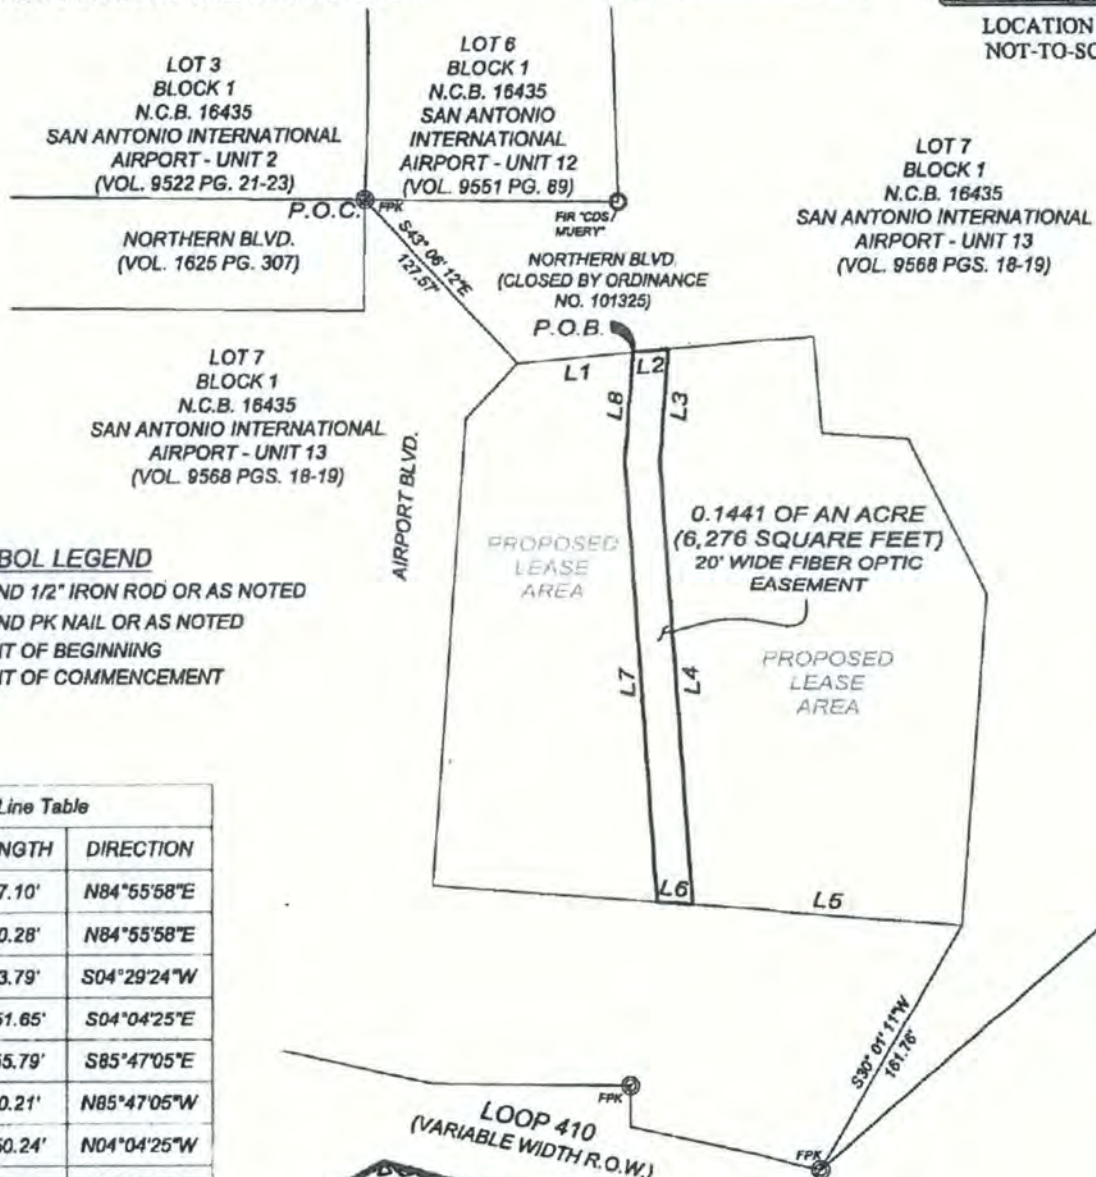 LOCATION
NOT-TO-SC
LOT 3
BLOCK 1
N.C.B. 16435
SAN ANTONIO INTERNATIONAL
AIRPORT - UNIT 2
(VOL. 9522 PG. 21-23)
LOT 6
BLOCK 1
N.C.B. 16435
SAN ANTONIO
INTERNATIONAL
AIRPORT - UNIT 12
(VOL. 9551 PG. 89)
LOT 7
BLOCK 1
N.C.B. 16435
SAN ANTONIO INTERNATIONAL
AIRPORT - UNIT 13
(VOL. 9568 PGS. 18-19)
P.O.C.
FPK
FIR "CDS/
MUERY"
NORTHERN BLVD.
(VOL. 1625 PG. 307)
S43° 06' 12"E
127.57'
NORTHERN BLVD.
(CLOSED BY ORDINANCE
NO. 101325)
P.O.B.
L1
L2
L8
L3
LOT 7
BLOCK 1
N.C.B. 16435
SAN ANTONIO INTERNATIONAL
AIRPORT - UNIT 13
(VOL. 9568 PGS. 18-19)
AIRPORT BLVD.
PROPOSED
LEASE
AREA
0.1441 OF AN ACRE
(6,276 SQUARE FEET)
20' WIDE FIBER OPTIC
EASEMENT
BOL LEGEND
ND 1/2" IRON ROD OR AS NOTED
ND PK NAIL OR AS NOTED
IT OF BEGINNING
IT OF COMMENCEMENT
L7
L4
PROPOSED
LEASE
AREA
L6
L5
Line Table
NGTH DIRECTION
7.10' N84°55'58"E
0.28' N84°55'58"E
3.79' S04°29'24"W
51.65' S04°04'25"E
55.79' S85°47'05"E
0.21' N85°47'05"W
50.24' N04°04'25"W
S30° 01' 11"W
161.76'
FPK
LOOP 410
(VARIABLE WIDTH R.O.W.)
FPK